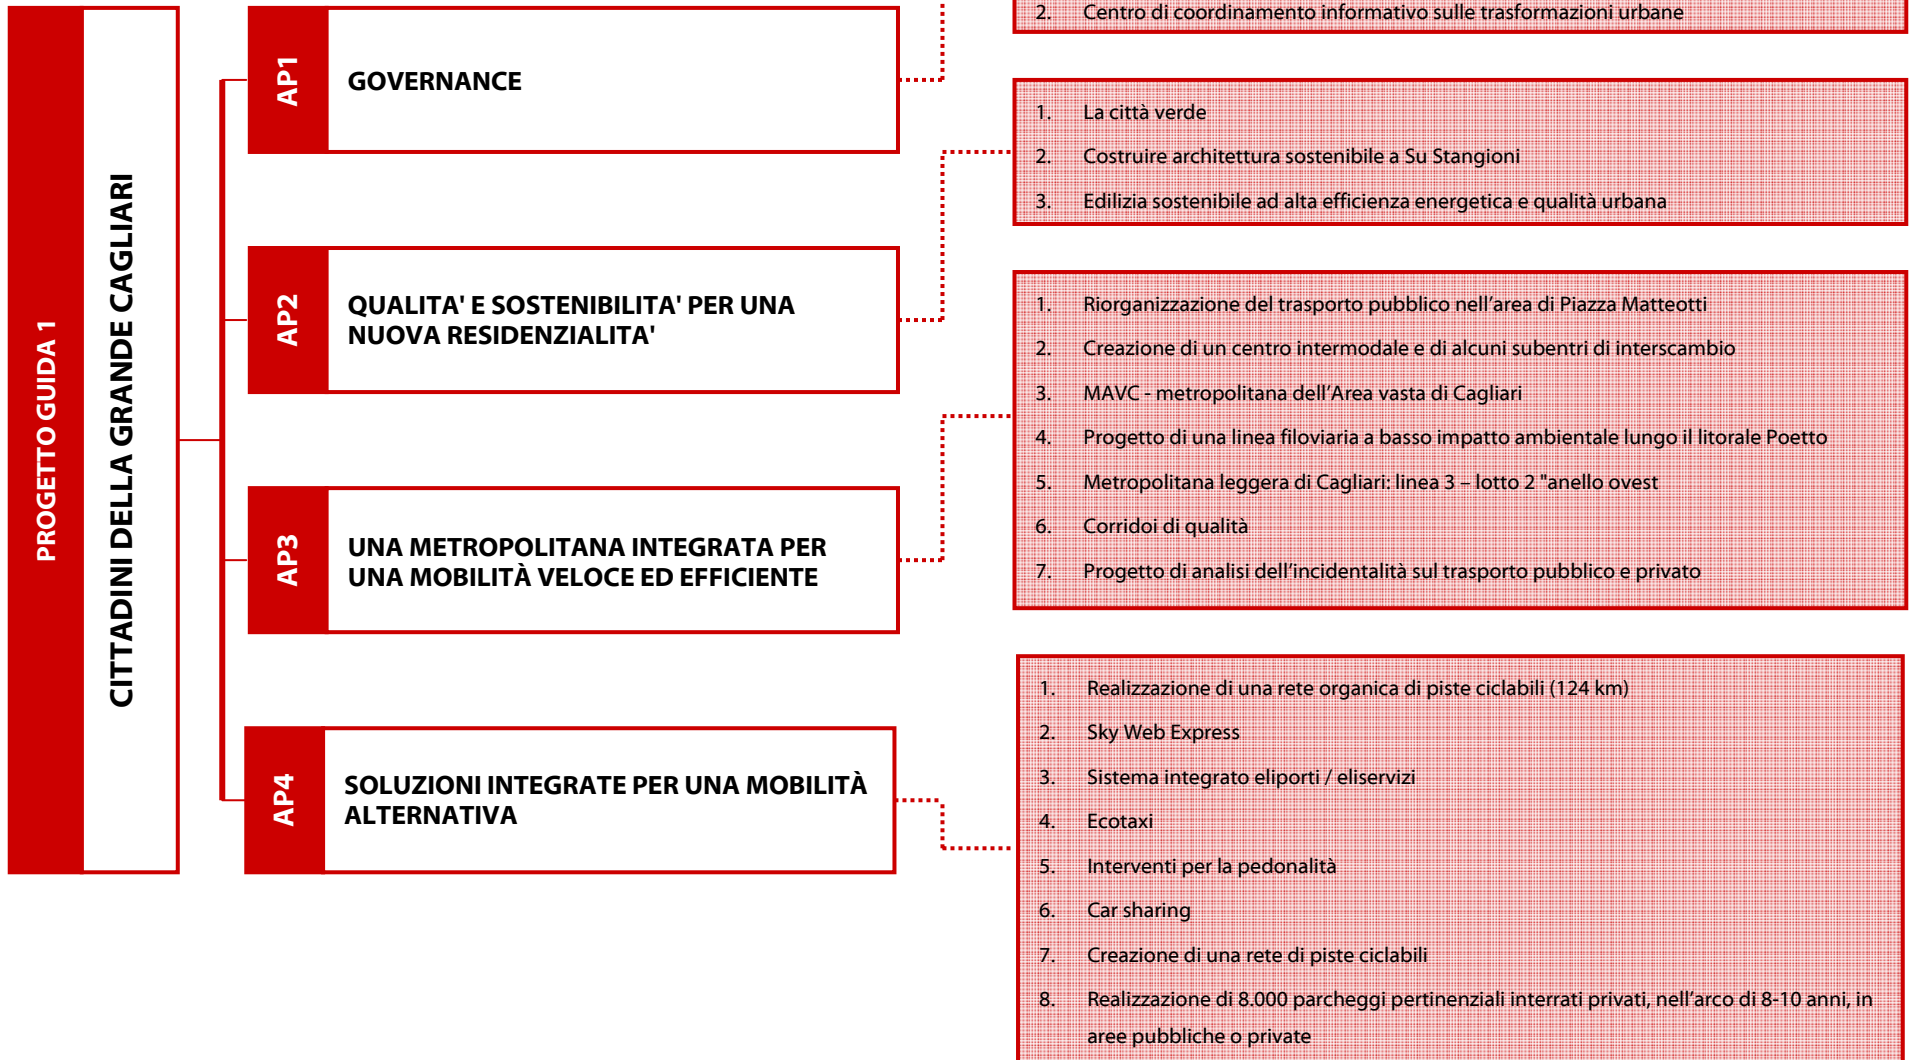 PROGETTO GUIDA 1
CITTADINI DELLA GRANDE CAGLIARI
AP1
GOVERNANCE
2. Centro di coordinamento informativo sulle trasformazioni urbane
AP2
QUALITA' E SOSTENIBILITA' PER UNA
NUOVA RESIDENZIALITA'
1. La città verde
2. Costruire architettura sostenibile a Su Stangioni
3. Edilizia sostenibile ad alta efficienza energetica e qualità urbana
AP3
UNA METROPOLITANA INTEGRATA PER
UNA MOBILITÀ VELOCE ED EFFICIENTE
1. Riorganizzazione del trasporto pubblico nell'area di Piazza Matteotti
2. Creazione di un centro intermodale e di alcuni subentri di interscambio
3. MAVC - metropolitana dell'Area vasta di Cagliari
4. Progetto di una linea filoviaria a basso impatto ambientale lungo il litorale Poetto
5. Metropolitana leggera di Cagliari: linea 3 – lotto 2 "anello ovest
6. Corridoi di qualità
7. Progetto di analisi dell'incidentalità sul trasporto pubblico e privato
AP4
SOLUZIONI INTEGRATE PER UNA MOBILITÀ
ALTERNATIVA
1. Realizzazione di una rete organica di piste ciclabili (124 km)
2. Sky Web Express
3. Sistema integrato eliporti / eliservizi
4. Ecotaxi
5. Interventi per la pedonalità
6. Car sharing
7. Creazione di una rete di piste ciclabili
8. Realizzazione di 8.000 parcheggi pertinenziali interrati privati, nell'arco di 8-10 anni, in
aree pubbliche o private